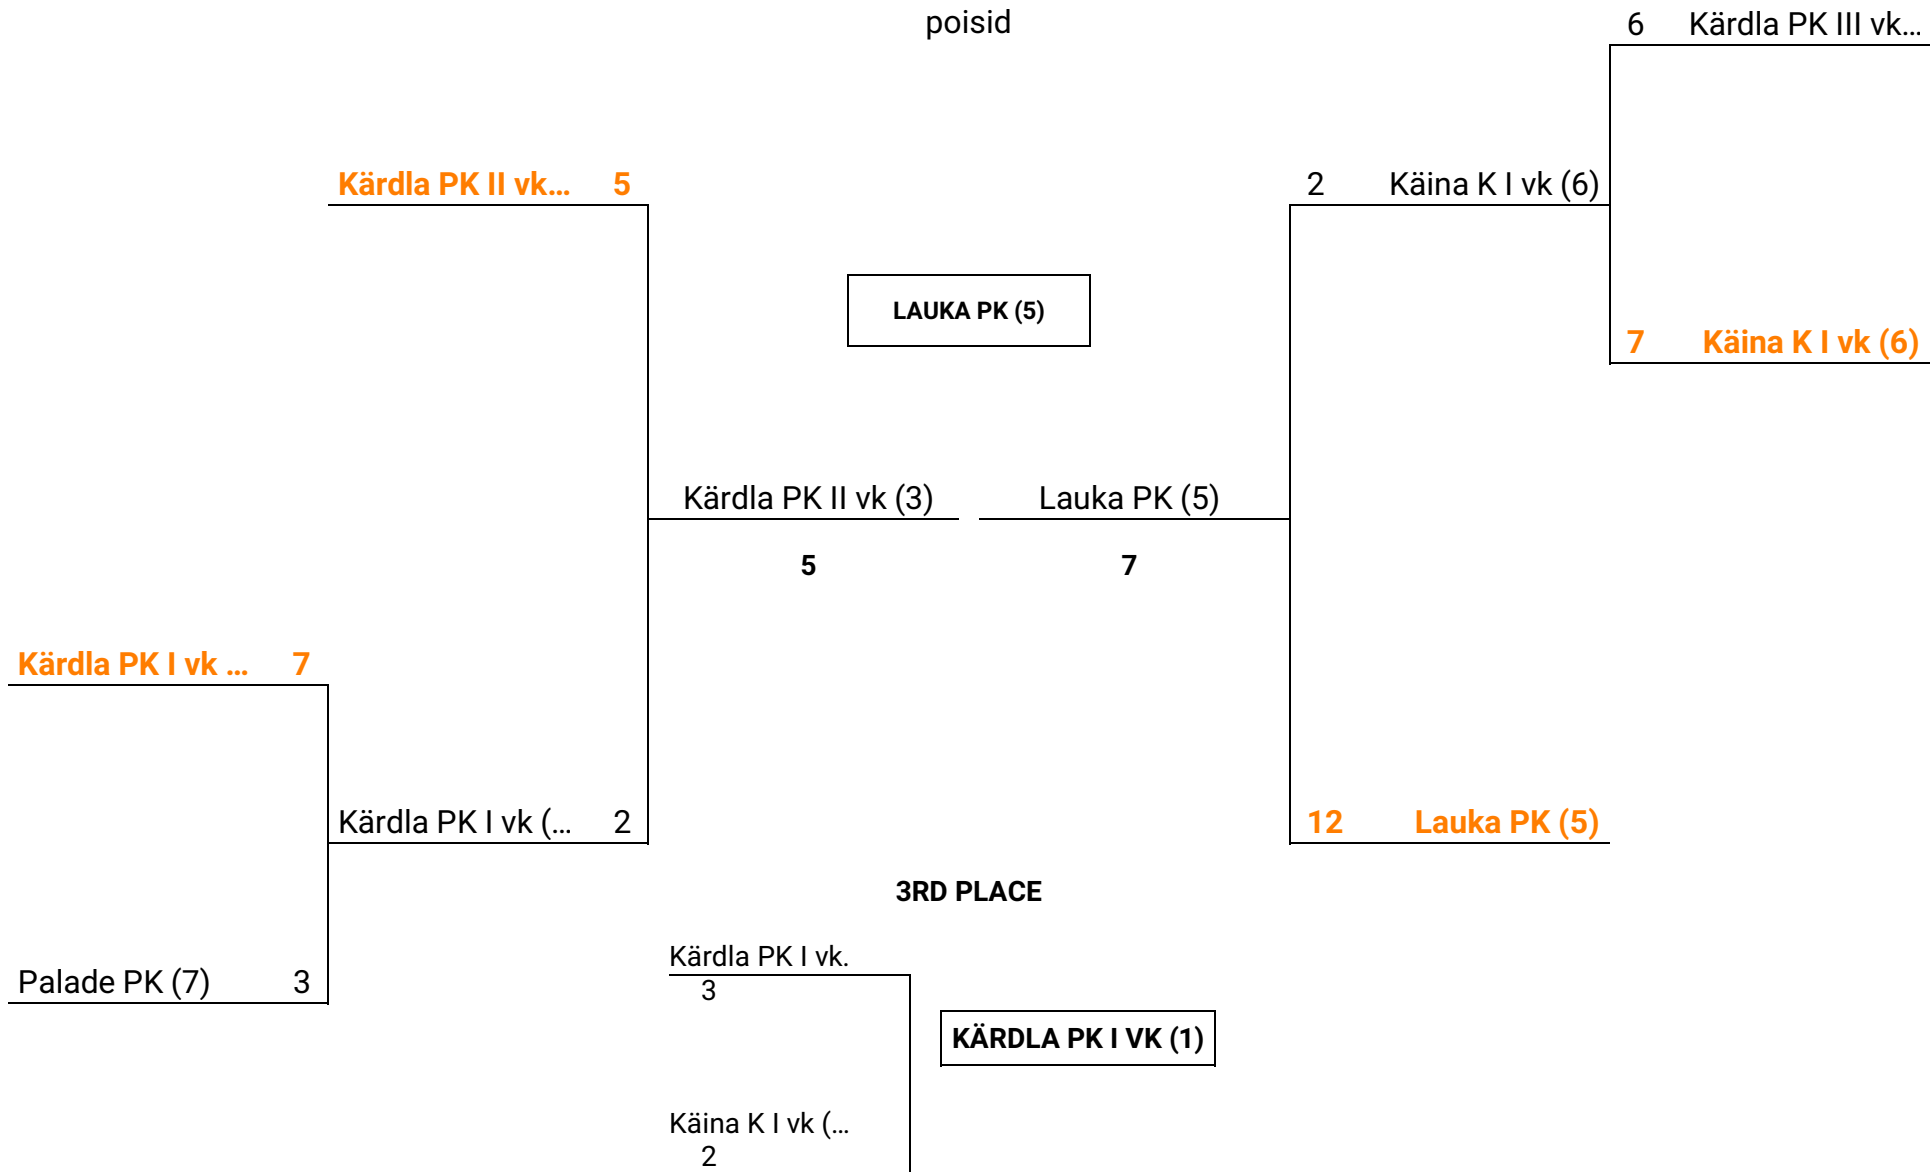 poisid
6 Kärdla PK III vk...
Kärdla PK II vk... 5
2 Käina K I vk (6)
LAUKA PK (5)
7 Käina K I vk (6)
Kärdla PK II vk (3)
Lauka PK (5)
5
7
Kärdla PK I vk ... 7
Kärdla PK I vk (... 2
12 Lauka PK (5)
3RD PLACE
Kärdla PK I vk.
Palade PK (7) 3
3
KÄRDLA PK I VK (1)
Käina K I vk (...
2